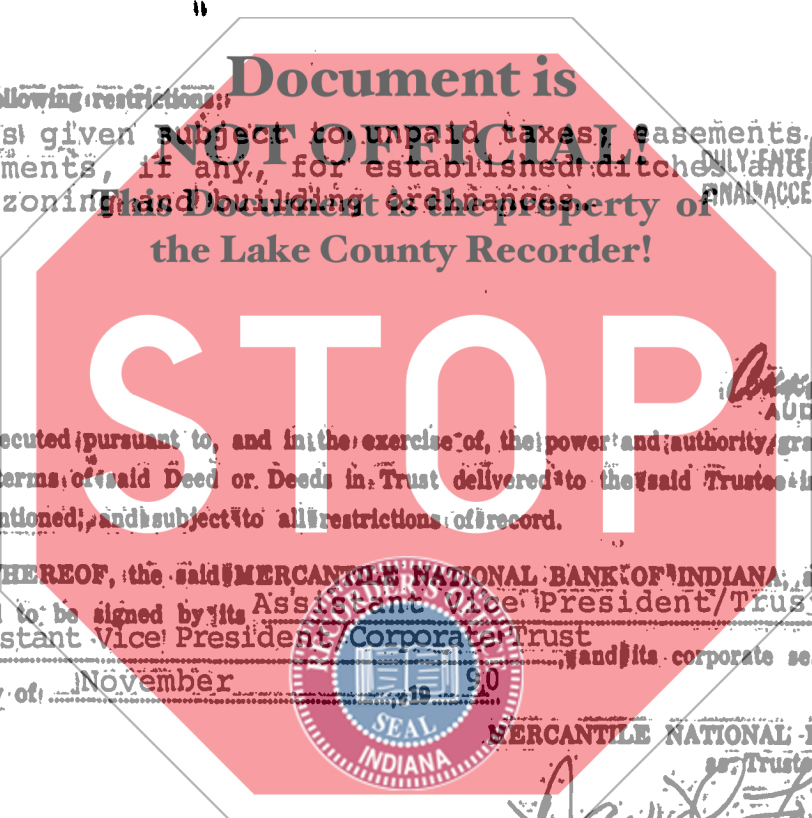 Document is
llowing restrictions:
s given subject to unpaid taxes, easements,
NOT OFFICIAL!
ments, if any, for established ditches and
DULY ENTE
FINAL ACCE
zoning and building ordinances.
This Document is the property of
the Lake County Recorder!
STOP
AUD
ecuted pursuant to, and in the exercise of, the power and authority gr
terms of said Deed or Deeds in Trust delivered to the said Trustee
ntioned, and subject to all restrictions of record.
HEREOF, the said MERCANTILE NATIONAL BANK OF INDIANA,
to be signed by its Assistant Vice President/Trus
stant Vice President/Corporate Trust
, and its corporate se
y of November 19 90
RECORDER'S OFFICE
SEAL
INDIANA
MERCANTILE NATIONAL
as Truste